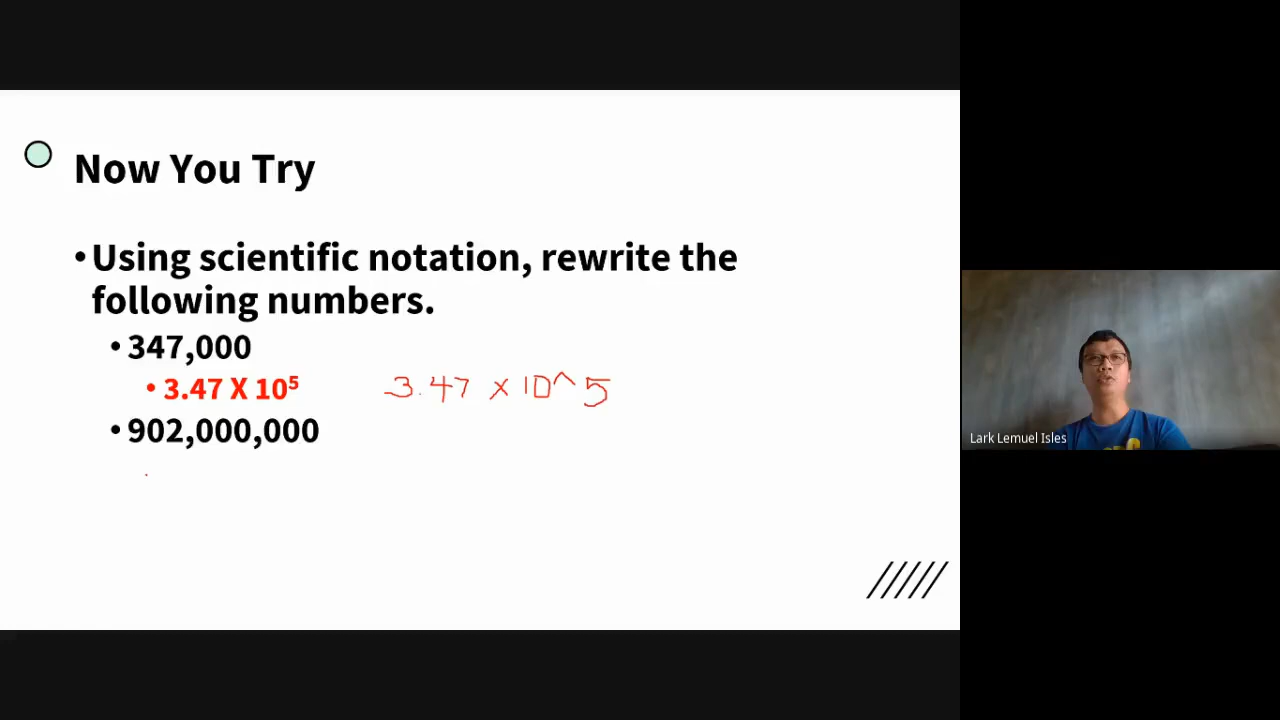 Now You Try
•Using scientific notation, rewrite the
following numbers.
•347,000
•3.47 X 10⁵ 3.47 x 10^5
•902,000,000
Lark Lemuel Isles